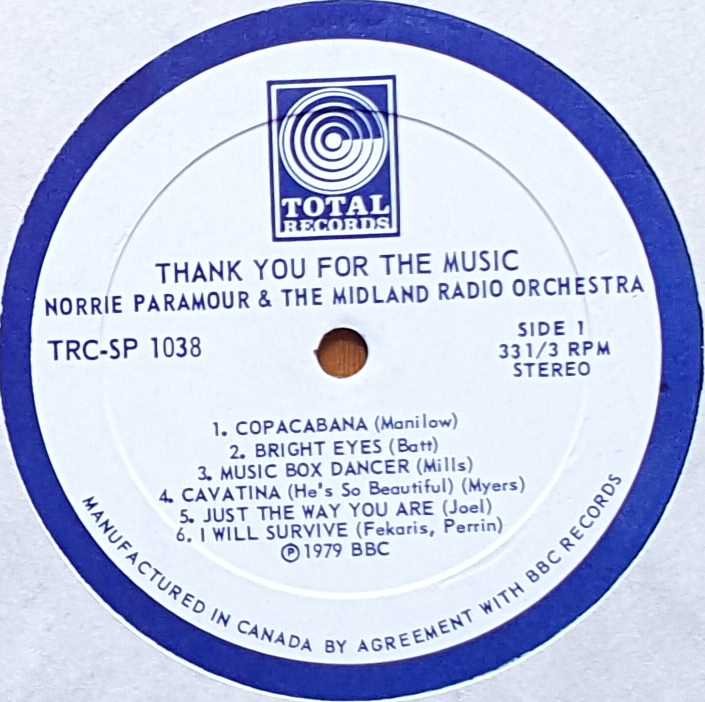 TOTAL
RECORDS
THANK YOU FOR THE MUSIC
NORRIE PARAMOUR & THE MIDLAND RADIO ORCHESTRA
TRC-SP 1038
SIDE 1
33 1/3 RPM
STEREO
1. COPACABANA (Manilow)
2. BRIGHT EYES (Batt)
3. MUSIC BOX DANCER (Mills)
4. CAVATINA (He's So Beautiful) (Myers)
5. JUST THE WAY YOU ARE (Joel)
6. I WILL SURVIVE (Fekaris, Perrin)
℗ 1979 BBC
MANUFACTURED IN CANADA BY AGREEMENT WITH BBC RECORDS